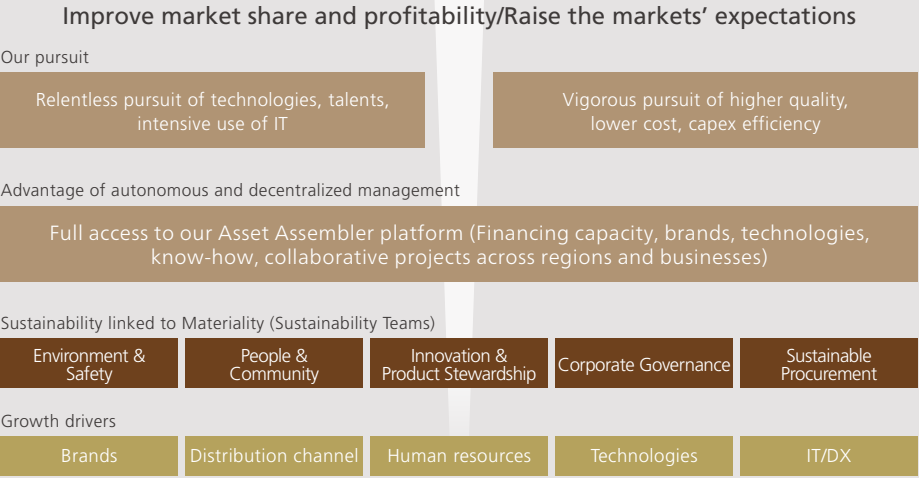 Improve market share and profitability/Raise the markets’ expectations
Our pursuit
Relentless pursuit of technologies, talents,
intensive use of IT
Vigorous pursuit of higher quality,
lower cost, capex efficiency
Advantage of autonomous and decentralized management
Full access to our Asset Assembler platform (Financing capacity, brands, technologies,
know-how, collaborative projects across regions and businesses)
Sustainability linked to Materiality (Sustainability Teams)
Environment &
Safety
People &
Community
Innovation &
Product Stewardship
Corporate Governance
Sustainable
Procurement
Growth drivers
Brands
Distribution channel
Human resources
Technologies
IT/DX